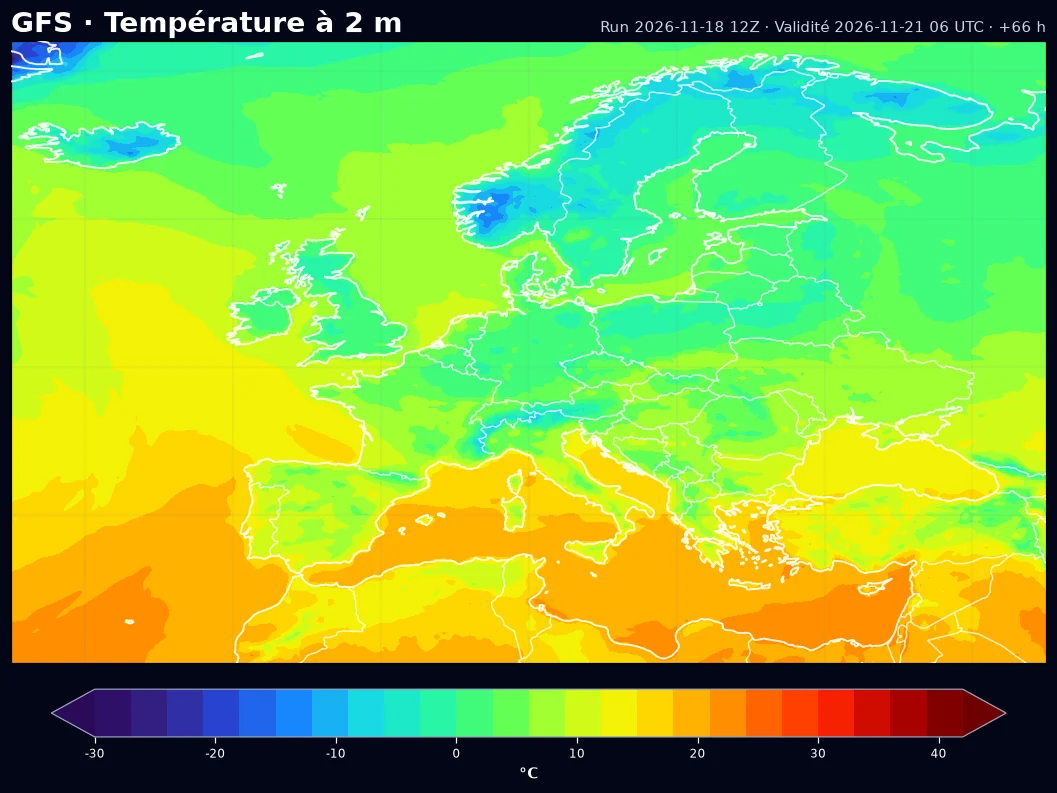 GFS · Température à 2 m
Run 2026-11-18 12Z · Validité 2026-11-21 06 UTC · +66 h
-30 -20 -10 0 10 20 30 40
°C